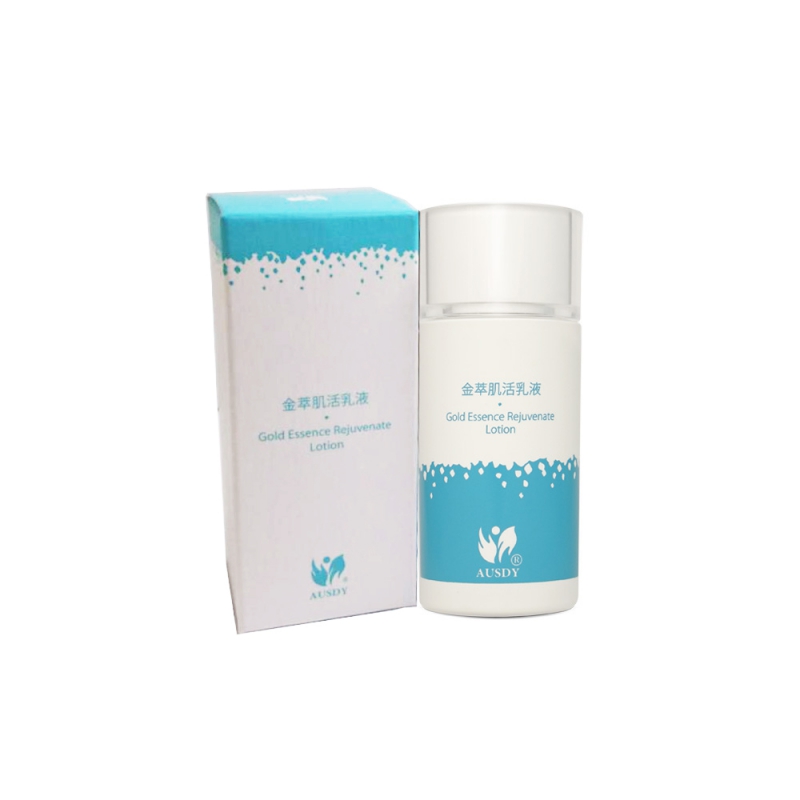 金萃肌活乳液
Gold Essence Rejuvenate
Lotion
AUSDY
金萃肌活乳液
Gold Essence Rejuvenate
Lotion
®
AUSDY